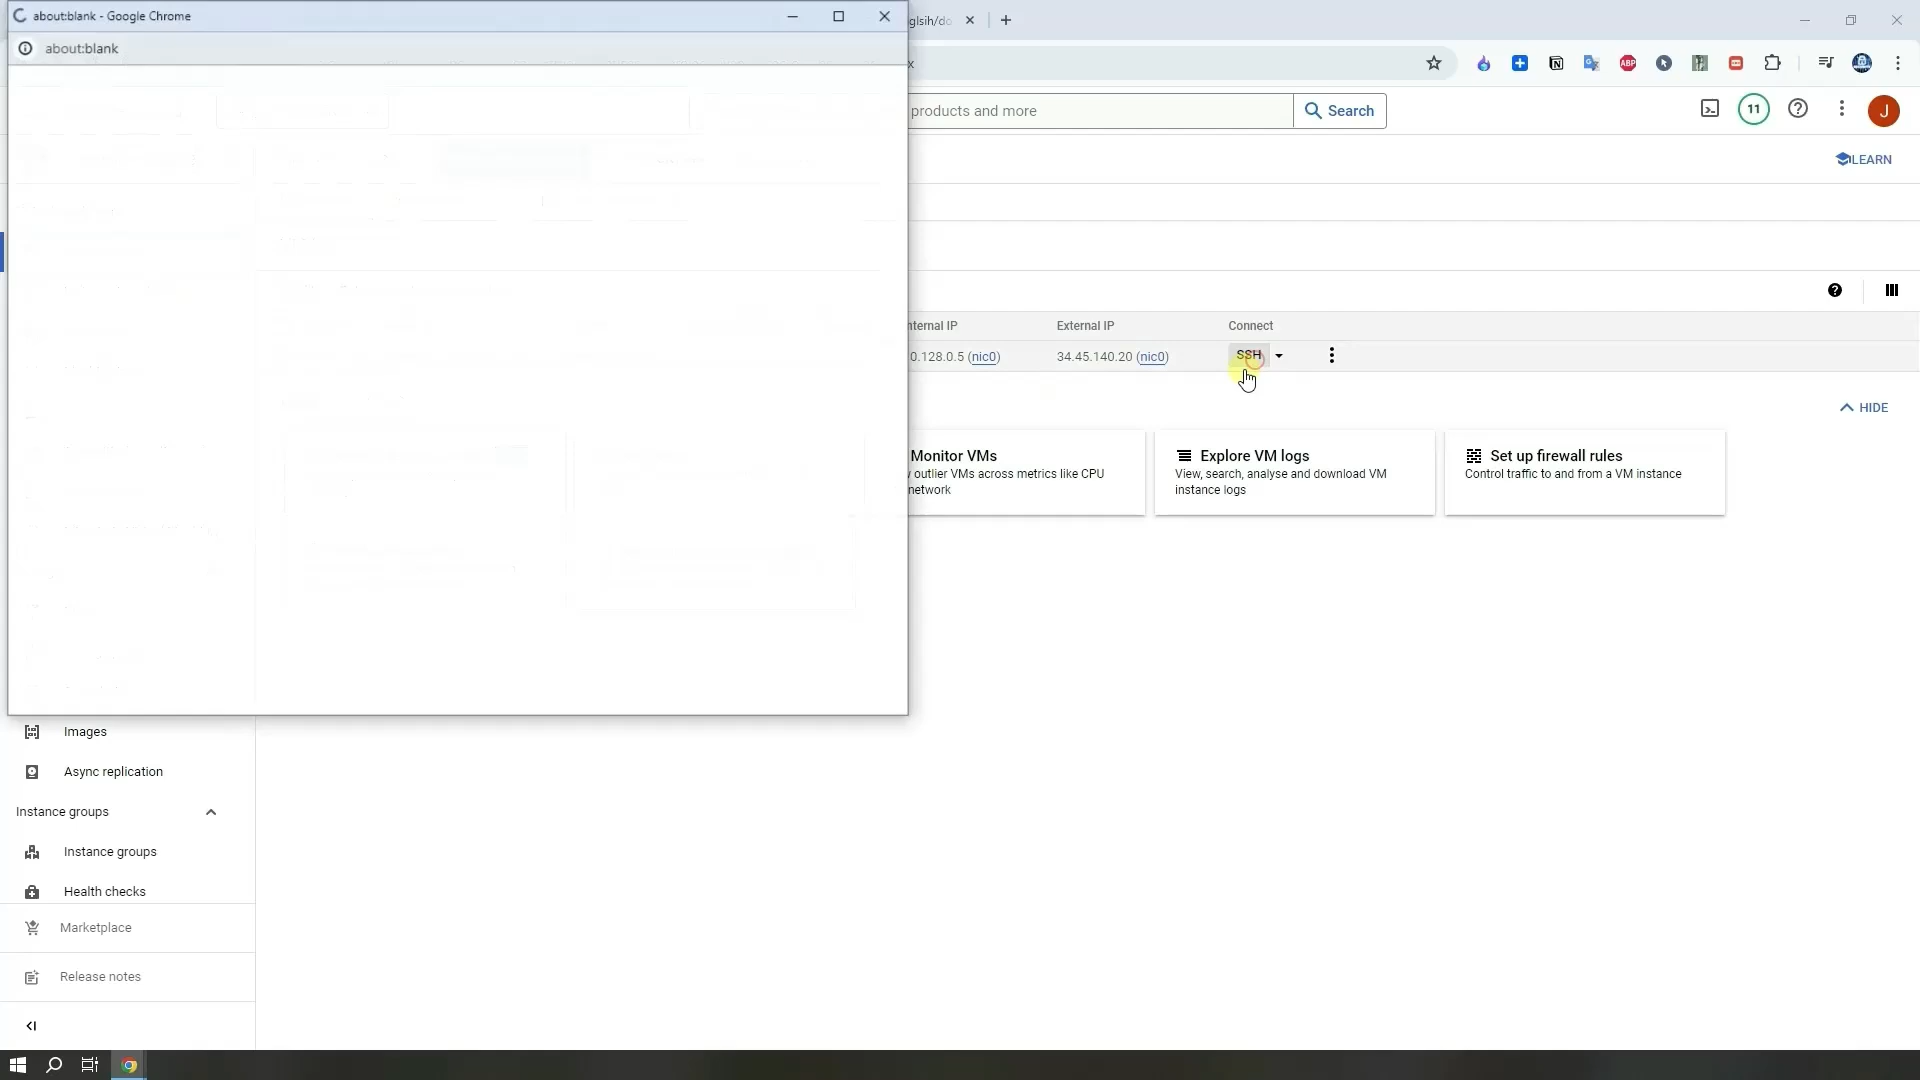 about:blank - Google Chrome
about:blank
glsih/do
x
ABP
products and more
Search
11
J
LEARN
nternal IP
External IP
Connect
0.128.0.5 (nic0)
34.45.140.20 (nic0)
SSH
HIDE
Monitor VMs
y outlier VMs across metrics like CPU
network
Explore VM logs
View, search, analyse and download VM
instance logs
Set up firewall rules
Control traffic to and from a VM instance
Images
Async replication
Instance groups
Instance groups
Health checks
Marketplace
Release notes